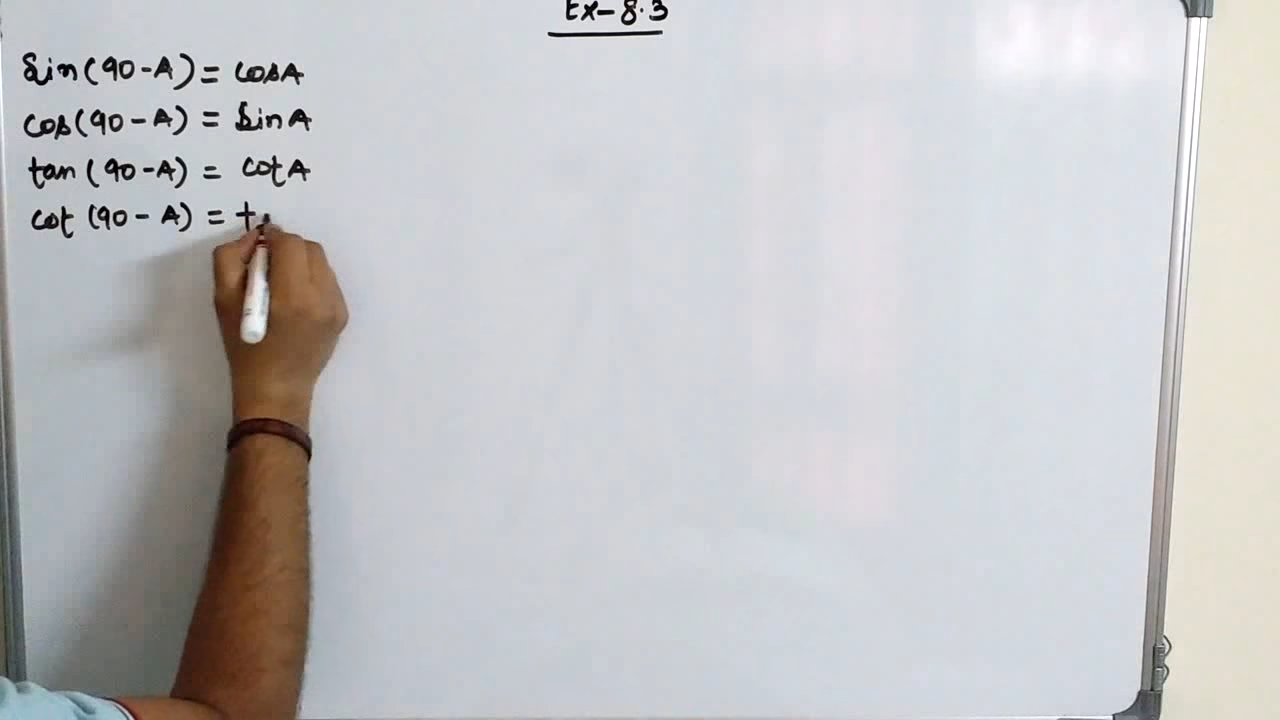 Ex-8.3
sin(90-A) = cosA
cos(90-A) = sinA
tan(90-A) = cotA
cot(90-A) = t